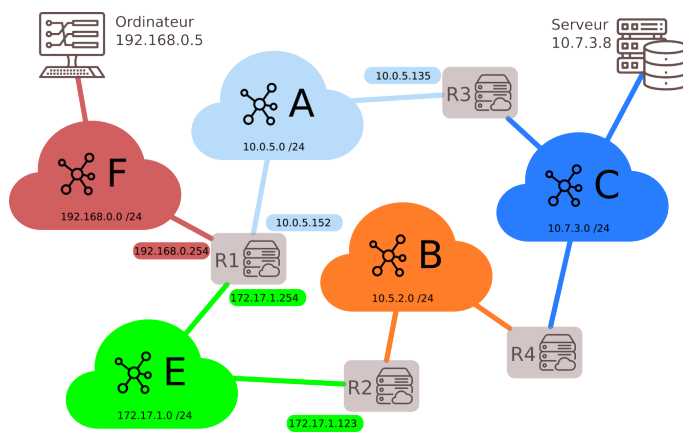 Ordinateur
192.168.0.5
Serveur
10.7.3.8
10.0.5.135
R3
A
10.0.5.0 /24
F
192.168.0.0 /24
C
10.7.3.0 /24
10.0.5.152
192.168.0.254
R1
B
10.5.2.0 /24
172.17.1.254
R4
E
172.17.1.0 /24
R2
172.17.1.123